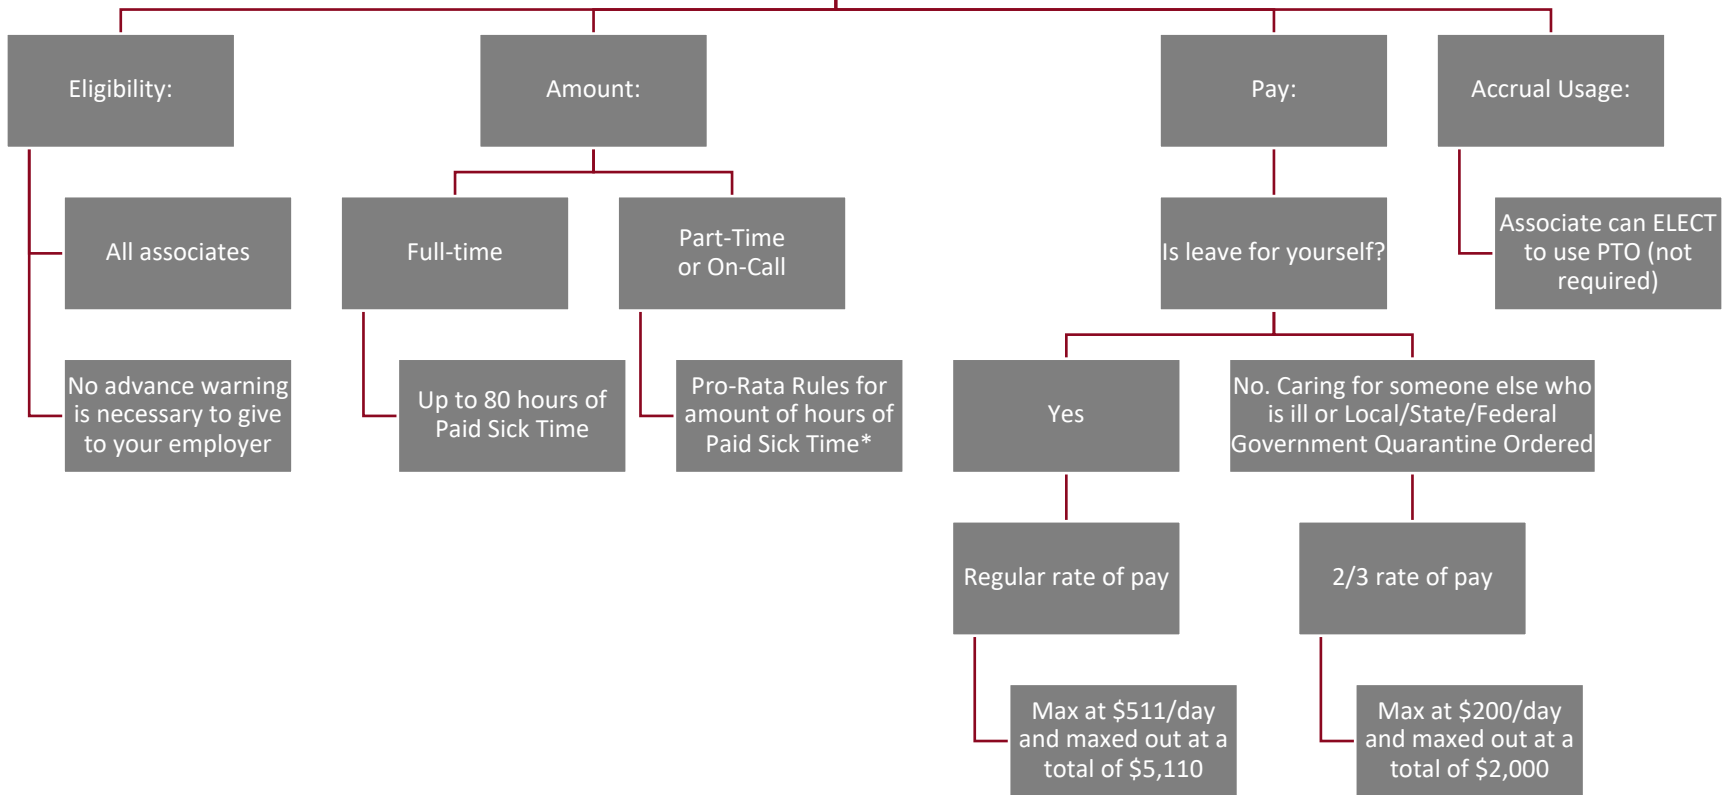 Eligibility:
Amount:
Pay:
Accrual Usage:
All associates
Full-time
Part-Time
or On-Call
Is leave for yourself?
Associate can ELECT
to use PTO (not
required)
No advance warning
is necessary to give
to your employer
Up to 80 hours of
Paid Sick Time
Pro-Rata Rules for
amount of hours of
Paid Sick Time*
Yes
No. Caring for someone else who
is ill or Local/State/Federal
Government Quarantine Ordered
Regular rate of pay
2/3 rate of pay
Max at $511/day
and maxed out at a
total of $5,110
Max at $200/day
and maxed out at a
total of $2,000